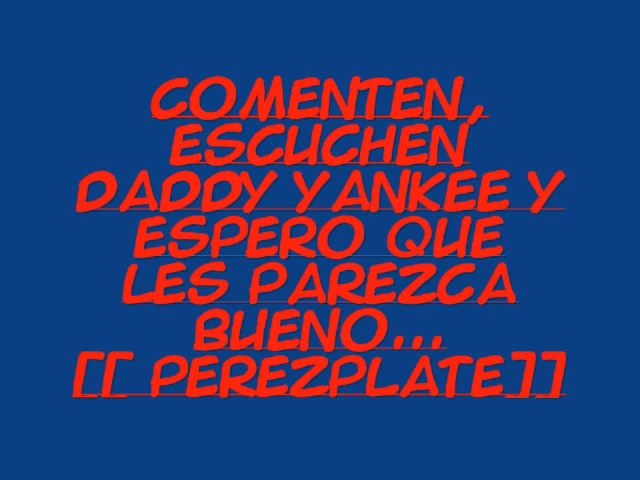 COMENTEN,
ESCUCHEN
DADDY YANKEE Y
ESPERO QUE
LES PAREZCA
BUENO...
[[ PEREZPLATE]]